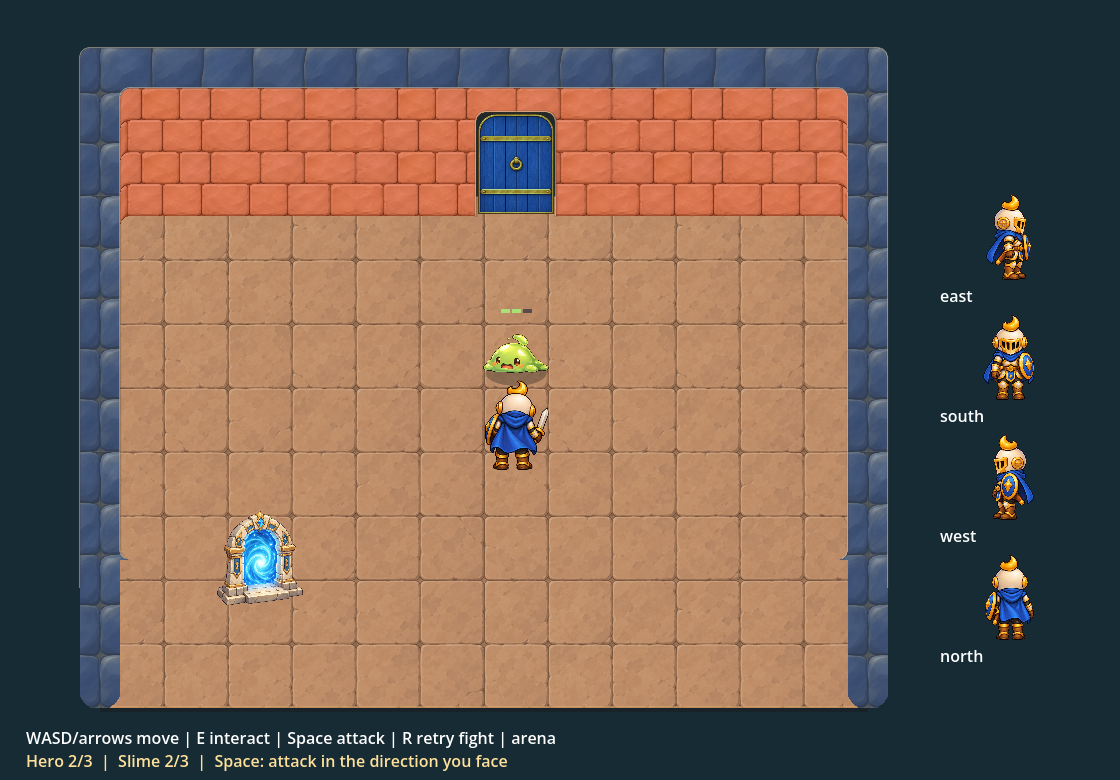 east
south
west
north
WASD/arrows move | E interact | Space attack | R retry fight | arena
Hero 2/3 | Slime 2/3 | Space: attack in the direction you face